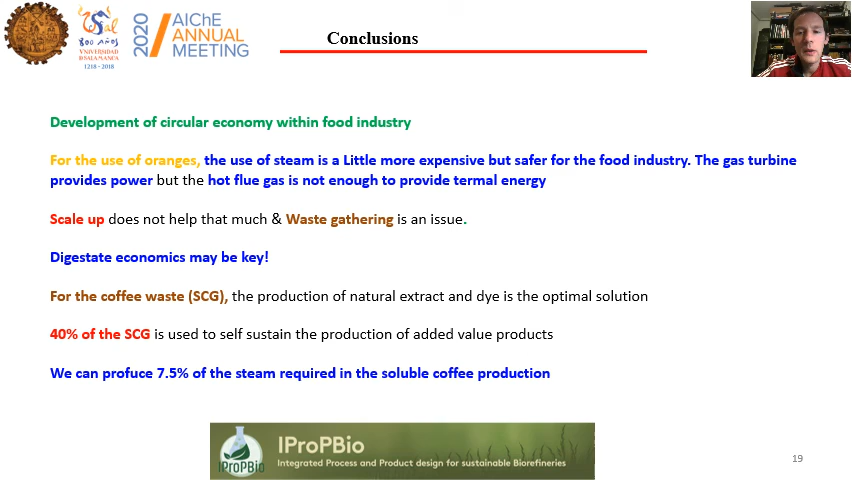 800 AÑOS
VNIVERSIDAD
D SALAMANCA
1218 - 2018
2020
AIChE
ANNUAL
MEETING
Conclusions
Development of circular economy within food industry
For the use of oranges, the use of steam is a Little more expensive but safer for the food industry. The gas turbine
provides power but the hot flue gas is not enough to provide termal energy
Scale up does not help that much & Waste gathering is an issue.
Digestate economics may be key!
For the coffee waste (SCG), the production of natural extract and dye is the optimal solution
40% of the SCG is used to self sustain the production of added value products
We can profuce 7.5% of the steam required in the soluble coffee production
IProPBio
IProPBio
Integrated Process and Product design for sustainable Biorefineries
19